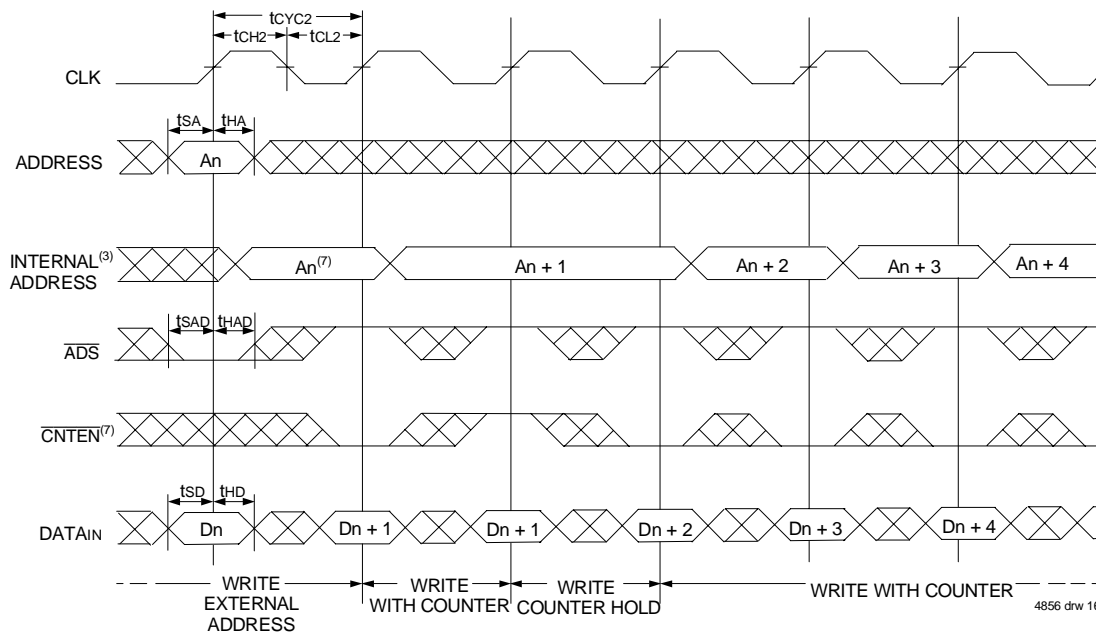 tCYC2
tCH2 tCL2
CLK
tSA tHA
ADDRESS An
INTERNAL(3)
ADDRESS
An(7) An + 1 An + 2 An + 3 An + 4
tSAD tHAD
ADS
CNTEN(7)
tSD tHD
DATAIN Dn Dn + 1 Dn + 1 Dn + 2 Dn + 3 Dn + 4
WRITE
EXTERNAL
ADDRESS
WRITE
WITH COUNTER
WRITE
COUNTER HOLD
WRITE WITH COUNTER
4856 drw 16